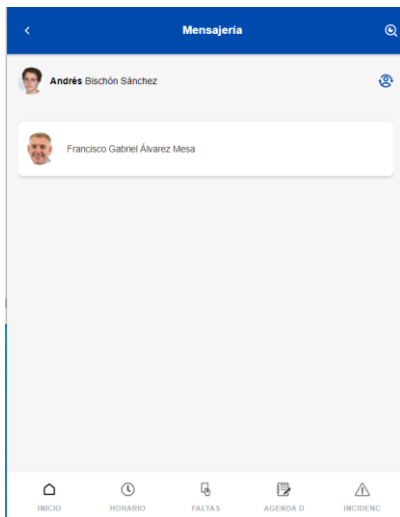 Mensajería
Andrés Bischón Sánchez
Francisco Gabriel Álvarez Mesa
INICIO
HORARIO
FALTAS
AGENDA D
INCIDENC